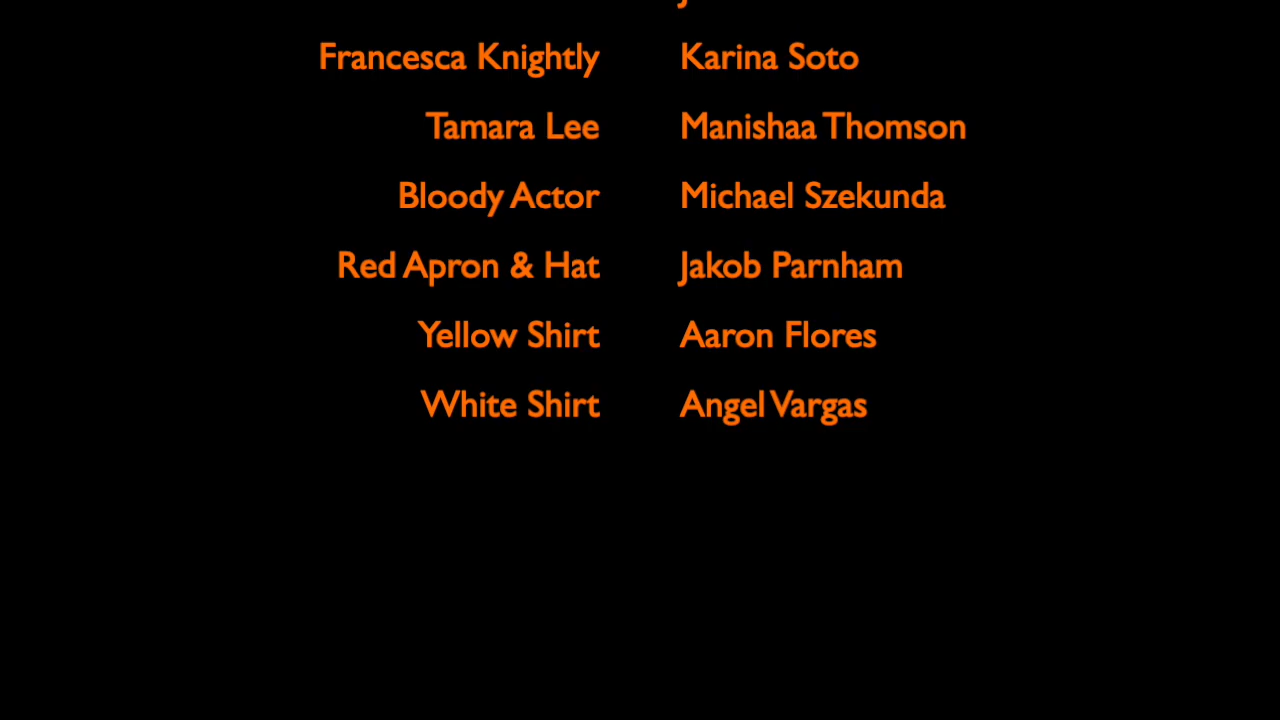 Francesca Knightly Karina Soto
Tamara Lee Manishaa Thomson
Bloody Actor Michael Szekunda
Red Apron & Hat Jakob Parnham
Yellow Shirt Aaron Flores
White Shirt Angel Vargas